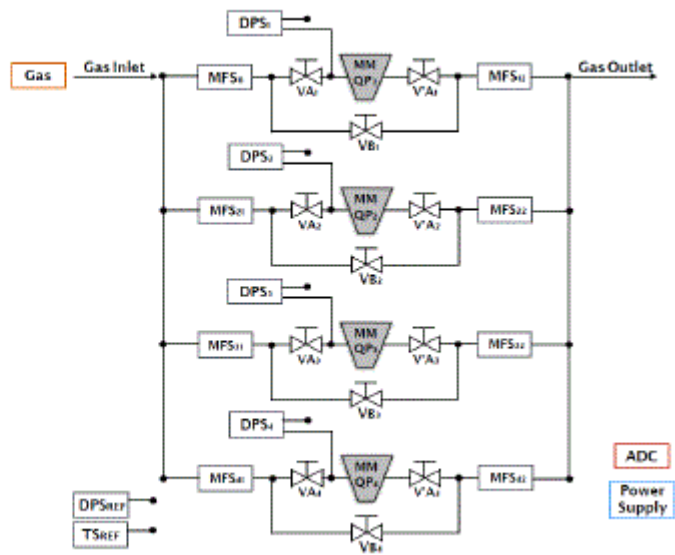 DPS₁
Gas
Gas Inlet
MFS₁₁
VA₁
MM
QP₁
V'A₁
MFS₁₂
Gas Outlet
VB₁
DPS₂
MFS₂₁
VA₂
MM
QP₂
V'A₂
MFS₂₂
VB₂
DPS₃
MFS₃₁
VA₃
MM
QP₃
V'A₃
MFS₃₂
VB₃
DPS₄
MFS₄₁
VA₄
MM
QP₄
V'A₄
MFS₄₂
VB₄
ADC
DPSREF
TSREF
Power
Supply